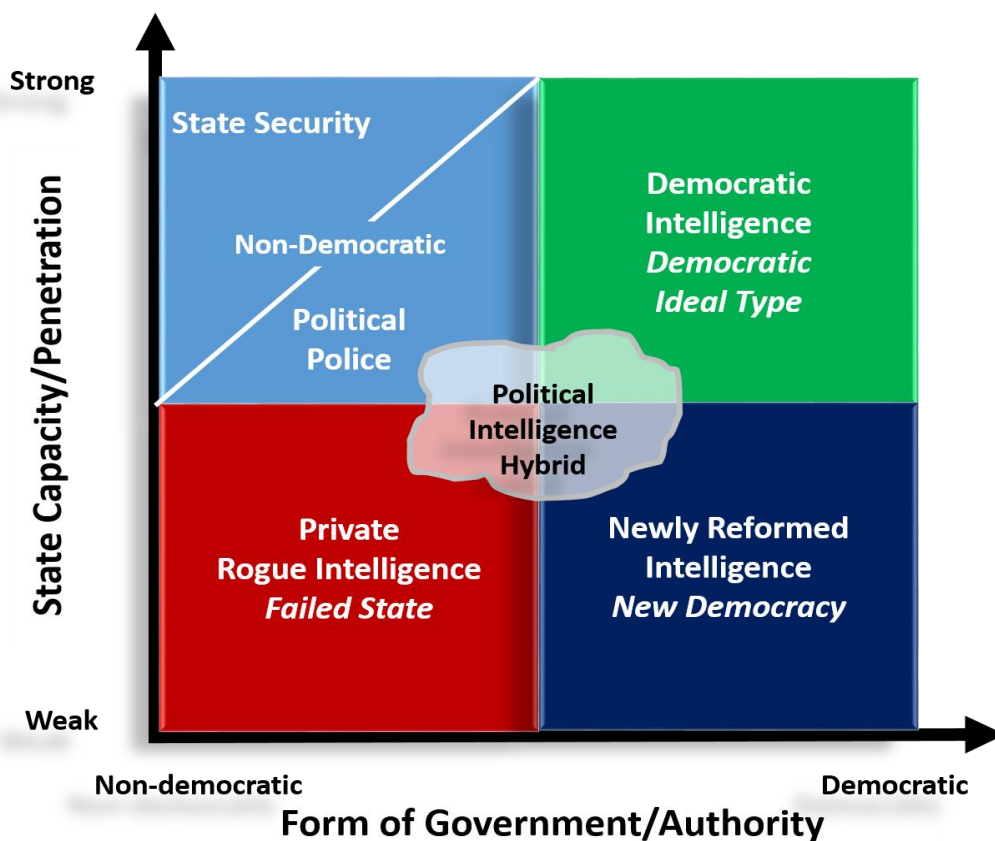 Strong
State Security
Non-Democratic
Political
Police
Democratic
Intelligence
Democratic
Ideal Type
Political
Intelligence
Hybrid
Private
Rogue Intelligence
Failed State
Newly Reformed
Intelligence
New Democracy
State Capacity/Penetration
Weak
Non-democratic
Democratic
Form of Government/Authority